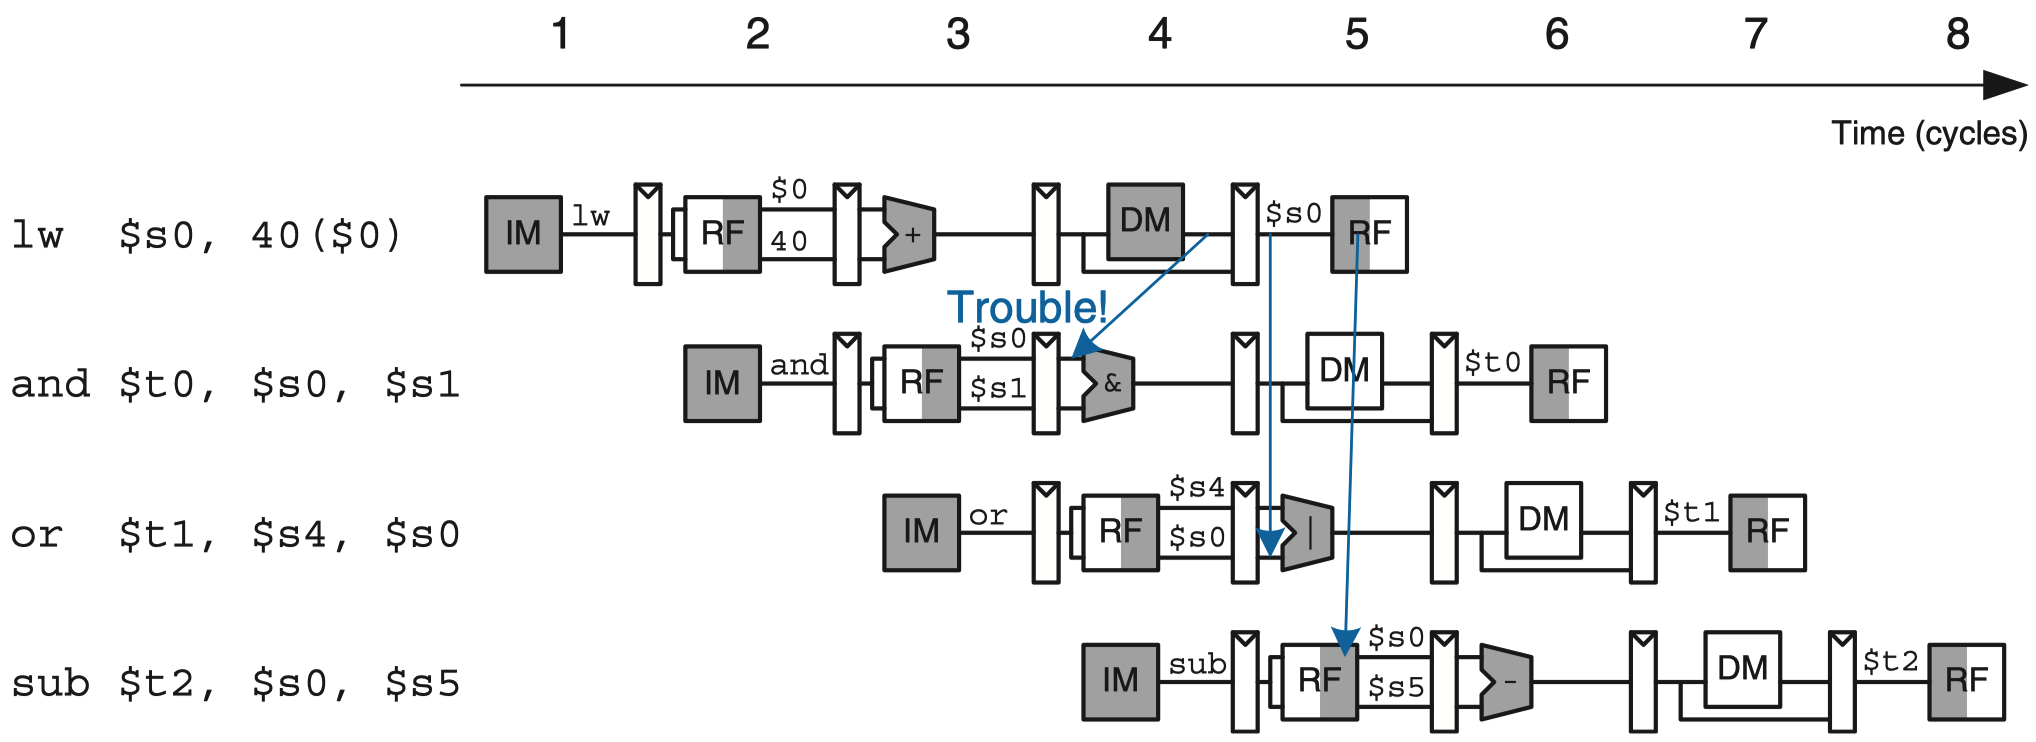 1 2 3 4 5 6 7 8
Time (cycles)
lw $s0, 40($0) IM lw RF $0 40 + DM $s0 RF
Trouble!
and $t0, $s0, $s1 IM and RF $s0 $s1 & DM $t0 RF
or $t1, $s4, $s0 IM or RF $s4 $s0 | DM $t1 RF
sub $t2, $s0, $s5 IM sub RF $s0 $s5 - DM $t2 RF